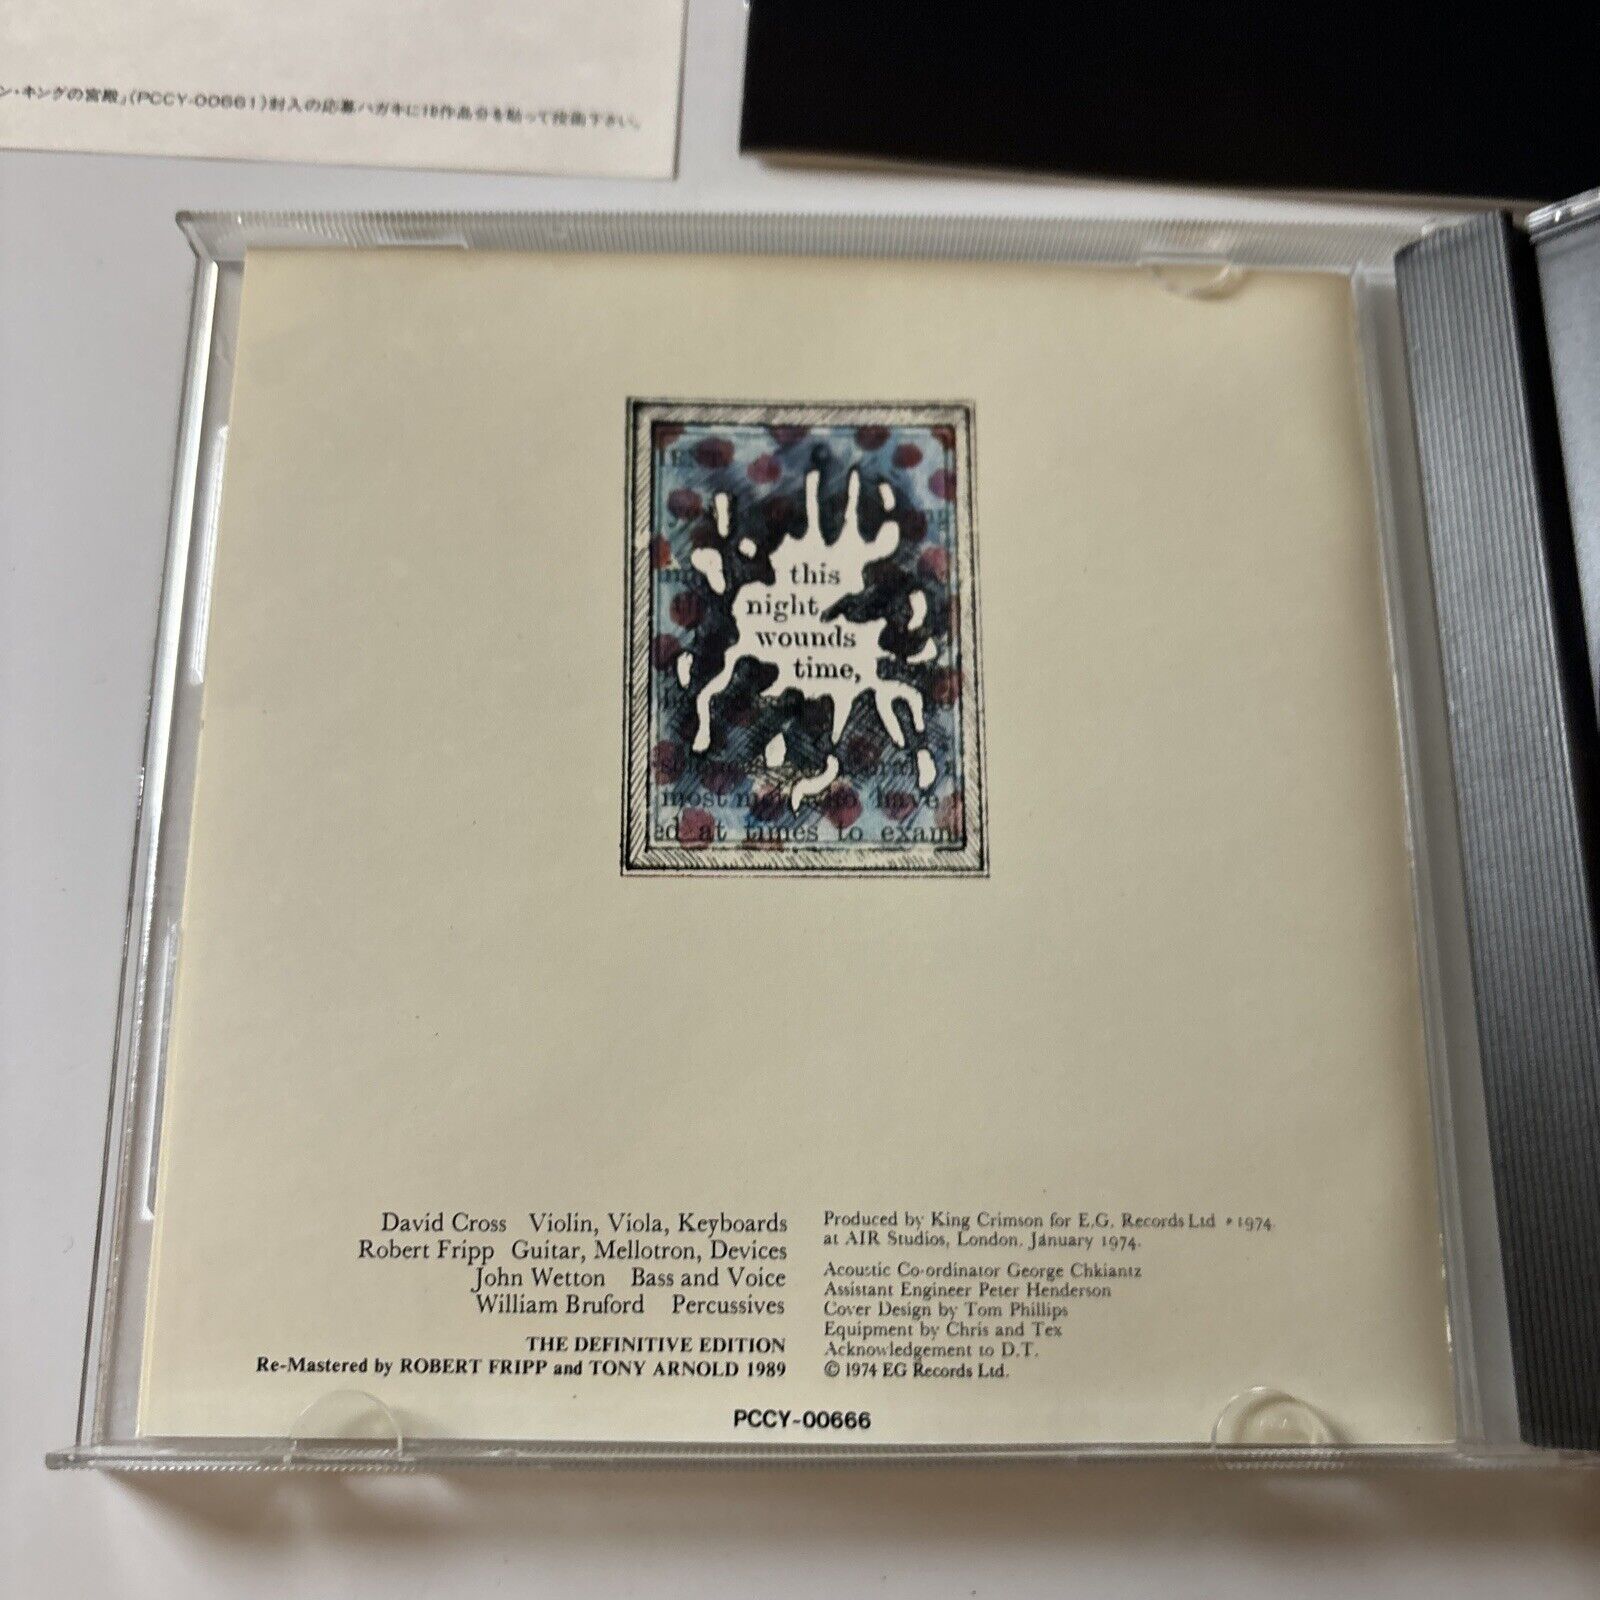 ン・キングの宮殿」(PCCY-00661)封入の応募ハガキに18作品分を貼って投函下さい。
this
night
wounds
time,
most
have
ed at times to exam
David Cross Violin, Viola, Keyboards
Robert Fripp Guitar, Mellotron, Devices
John Wetton Bass and Voice
William Bruford Percussives
THE DEFINITIVE EDITION
Re-Mastered by ROBERT FRIPP and TONY ARNOLD 1989
Produced by King Crimson for E.G. Records Ltd • 1974.
at AIR Studios, London. January 1974.
Acoustic Co-ordinator George Chkiantz
Assistant Engineer Peter Henderson
Cover Design by Tom Phillips
Equipment by Chris and Tex
Acknowledgement to D.T.
© 1974 EG Records Ltd.
PCCY-00666